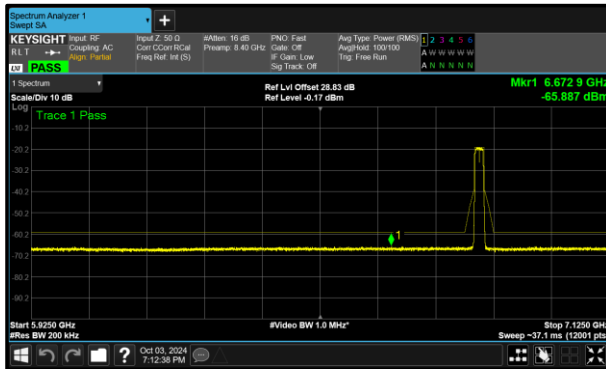 Spectrum Analyzer 1
Swept SA
KEYSIGHT
R L T
LXI PASS
Input: RF
Coupling: AC
Align: Partial
Input Z: 50 Ω
Corr CCorr RCal
Freq Ref: Int (S)
#Atten: 16 dB
Preamp: 8.40 GHz
PNO: Fast
Gate: Off
IF Gain: Low
Sig Track: Off
Avg Type: Power (RMS)
Avg|Hold: 100/100
Trig: Free Run
1 2 3 4 5 6
A W W W W W
A N N N N N
1 Spectrum
Scale/Div 10 dB
Ref Lvl Offset 28.83 dB
Ref Level -0.17 dBm
Mkr1 6.672 9 GHz
-65.887 dBm
Log
Trace 1 Pass
-10.2
-20.2
-30.2
-40.2
-50.2
-60.2
-70.2
-80.2
-90.2
1
Start 5.9250 GHz
#Res BW 200 kHz
#Video BW 1.0 MHz*
Stop 7.1250 GHz
Sweep ~37.1 ms (12001 pts)
?
Oct 03, 2024
7:12:38 PM